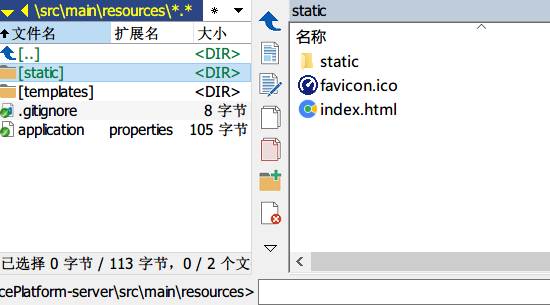 \src\main\resources\*.* * ▼
文件名 扩展名 大小
[..] <DIR>
[static] <DIR>
[templates] <DIR>
.gitignore 8 字节
application properties 105 字节
已选择 0 字节 / 113 字节，0 / 2 个文
cePlatform-server\src\main\resources>
static
名称
static
favicon.ico
index.html